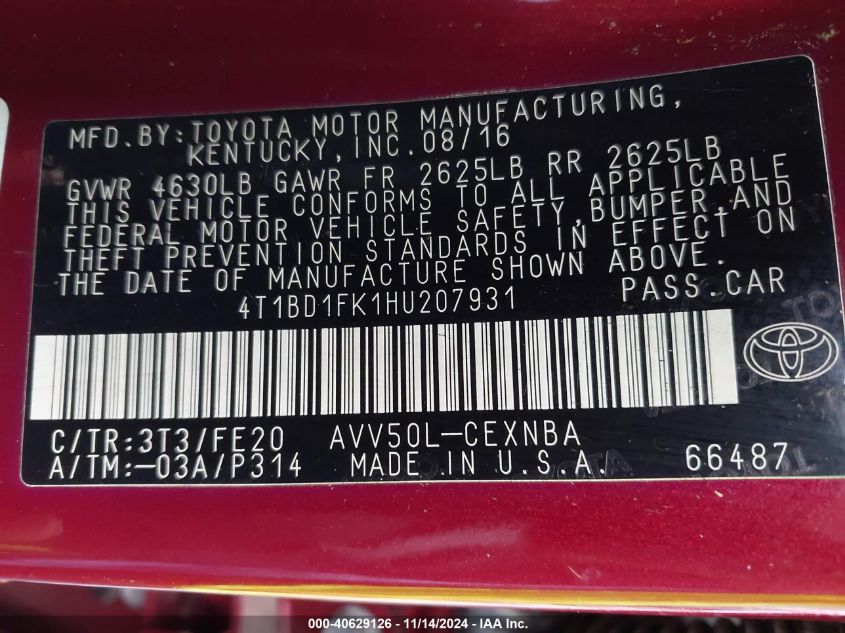 MFD.BY:TOYOTA MOTOR MANUFACTURING,
KENTUCKY,INC.08/16
GVWR 4630LB GAWR FR 2625LB RR 2625LB
THIS VEHICLE CONFORMS TO ALL APPLICABLE
FEDERAL MOTOR VEHICLE SAFETY,BUMPER,AND
THEFT PREVENTION STANDARDS IN EFFECT ON
THE DATE OF MANUFACTURE SHOWN ABOVE.
4T1BD1FK1HU207931 PASS.CAR
C/TR:3T3/FE20 AVV50L-CEXNBA
A/TM:-03A/P314 MADE IN U.S.A. 66487
000-40629126 - 11/14/2024 - IAA Inc.